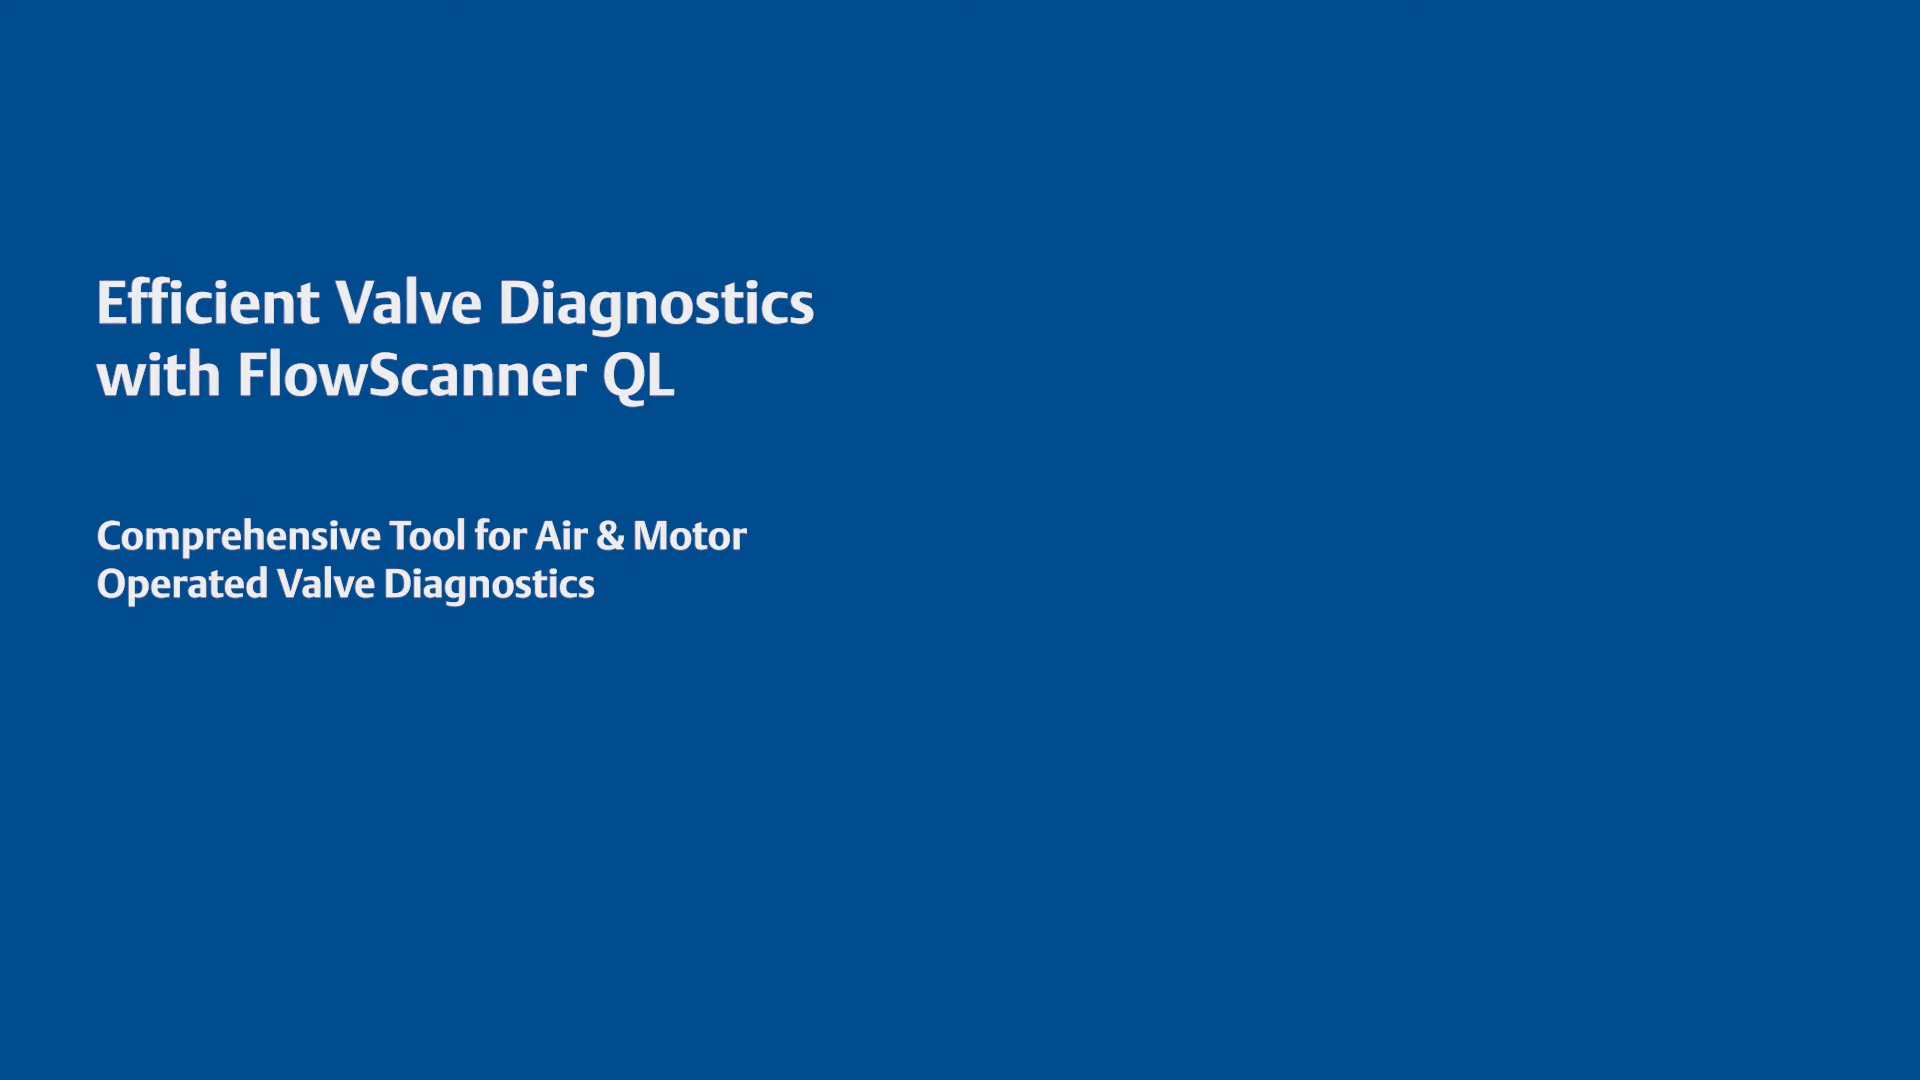 Efficient Valve Diagnostics
with FlowScanner QL
Comprehensive Tool for Air & Motor
Operated Valve Diagnostics